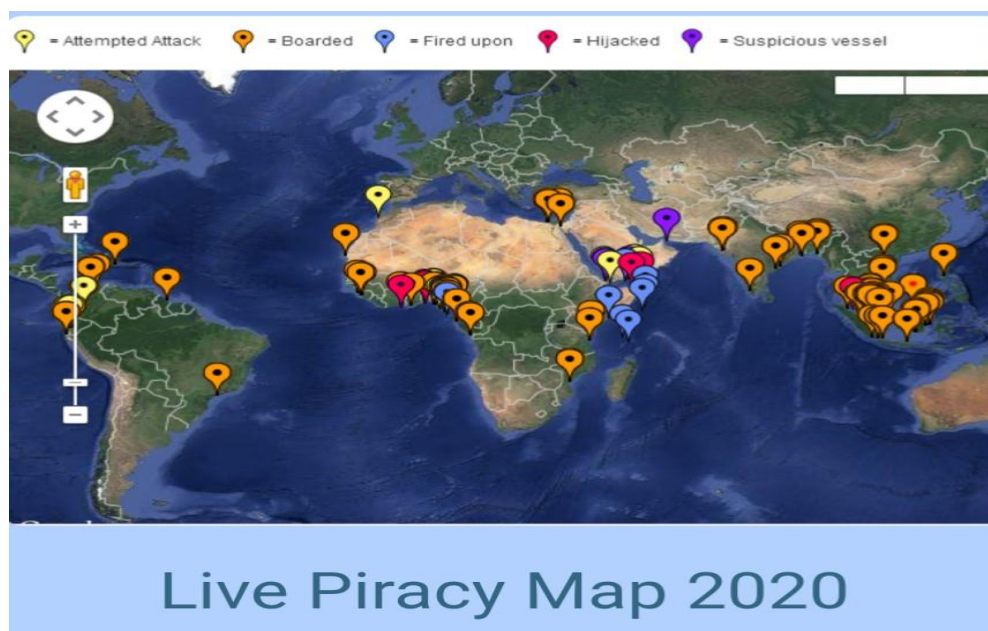 = Attempted Attack = Boarded = Fired upon = Hijacked = Suspicious vessel
Live Piracy Map 2020